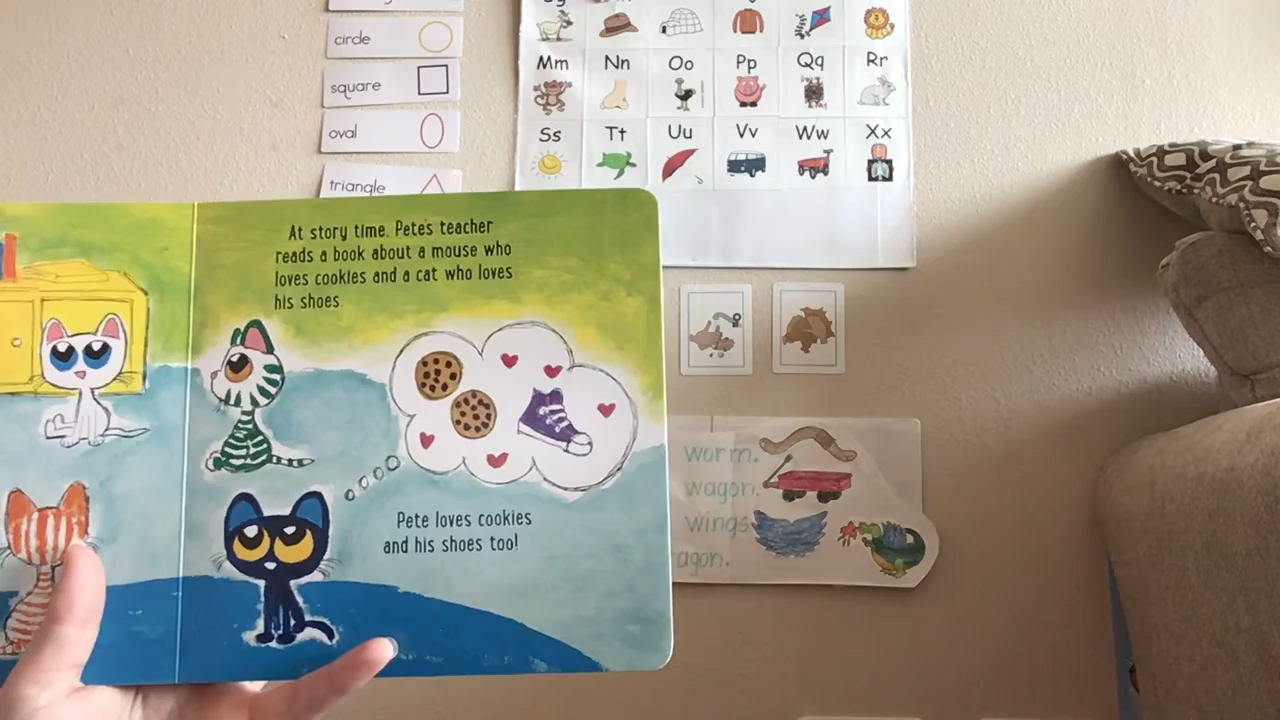 circle
square
oval
triangle
Mm Nn Oo Pp Qq Rr
Ss Tt Uu Vv Ww Xx
At story time, Pete's teacher
reads a book about a mouse who
loves cookies and a cat who loves
his shoes.
Pete loves cookies
and his shoes too!
worm.
wagon.
wings
agon.